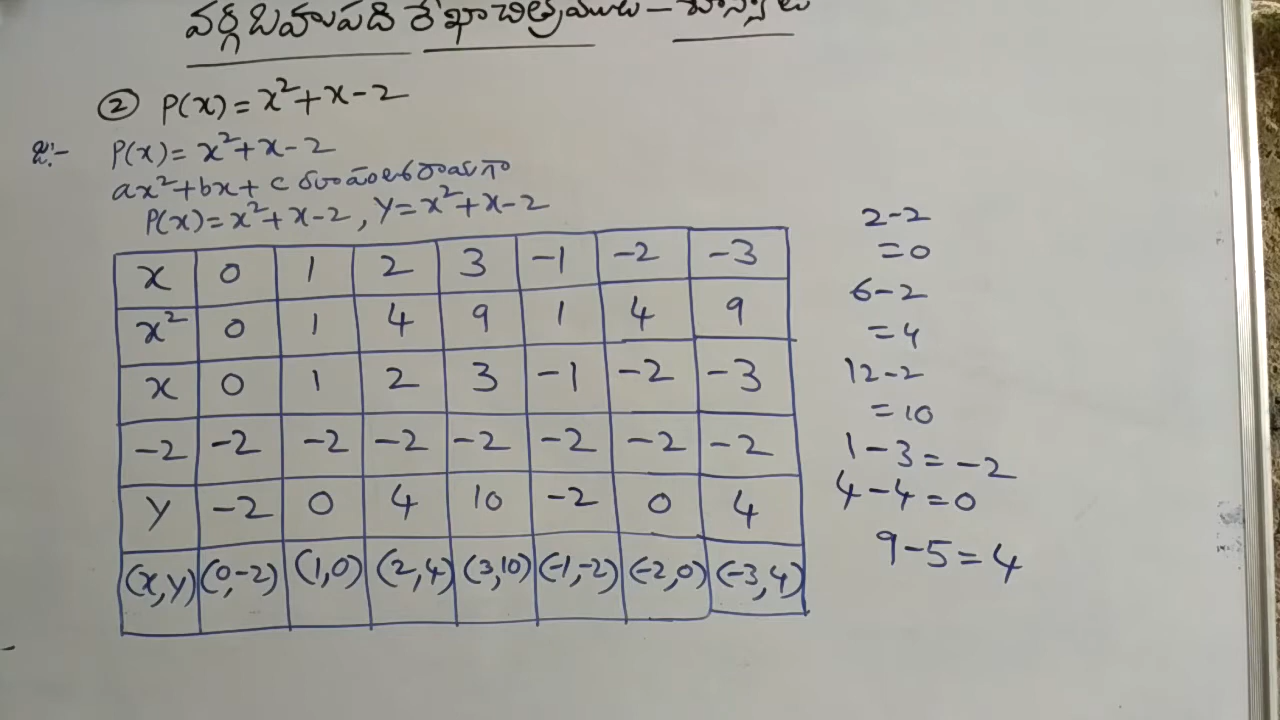 వర్గ బహుపది రేఖాచిత్రములు - శూన్యాలు
② P(x) = x²+x-2
జ:- P(x) = x²+x-2
ax²+bx+c
P(x) = x²+x-2, Y = x²+x-2
x 0 1 2 3 -1 -2 -3
x² 0 1 4 9 1 4 9
x 0 1 2 3 -1 -2 -3
-2 -2 -2 -2 -2 -2 -2 -2
Y -2 0 4 10 -2 0 4
(x,y) (0,-2) (1,0) (2,4) (3,10) (-1,-2) (-2,0) (-3,4)
2-2
=0
6-2
=4
12-2
=10
1-3=-2
4-4=0
9-5=4